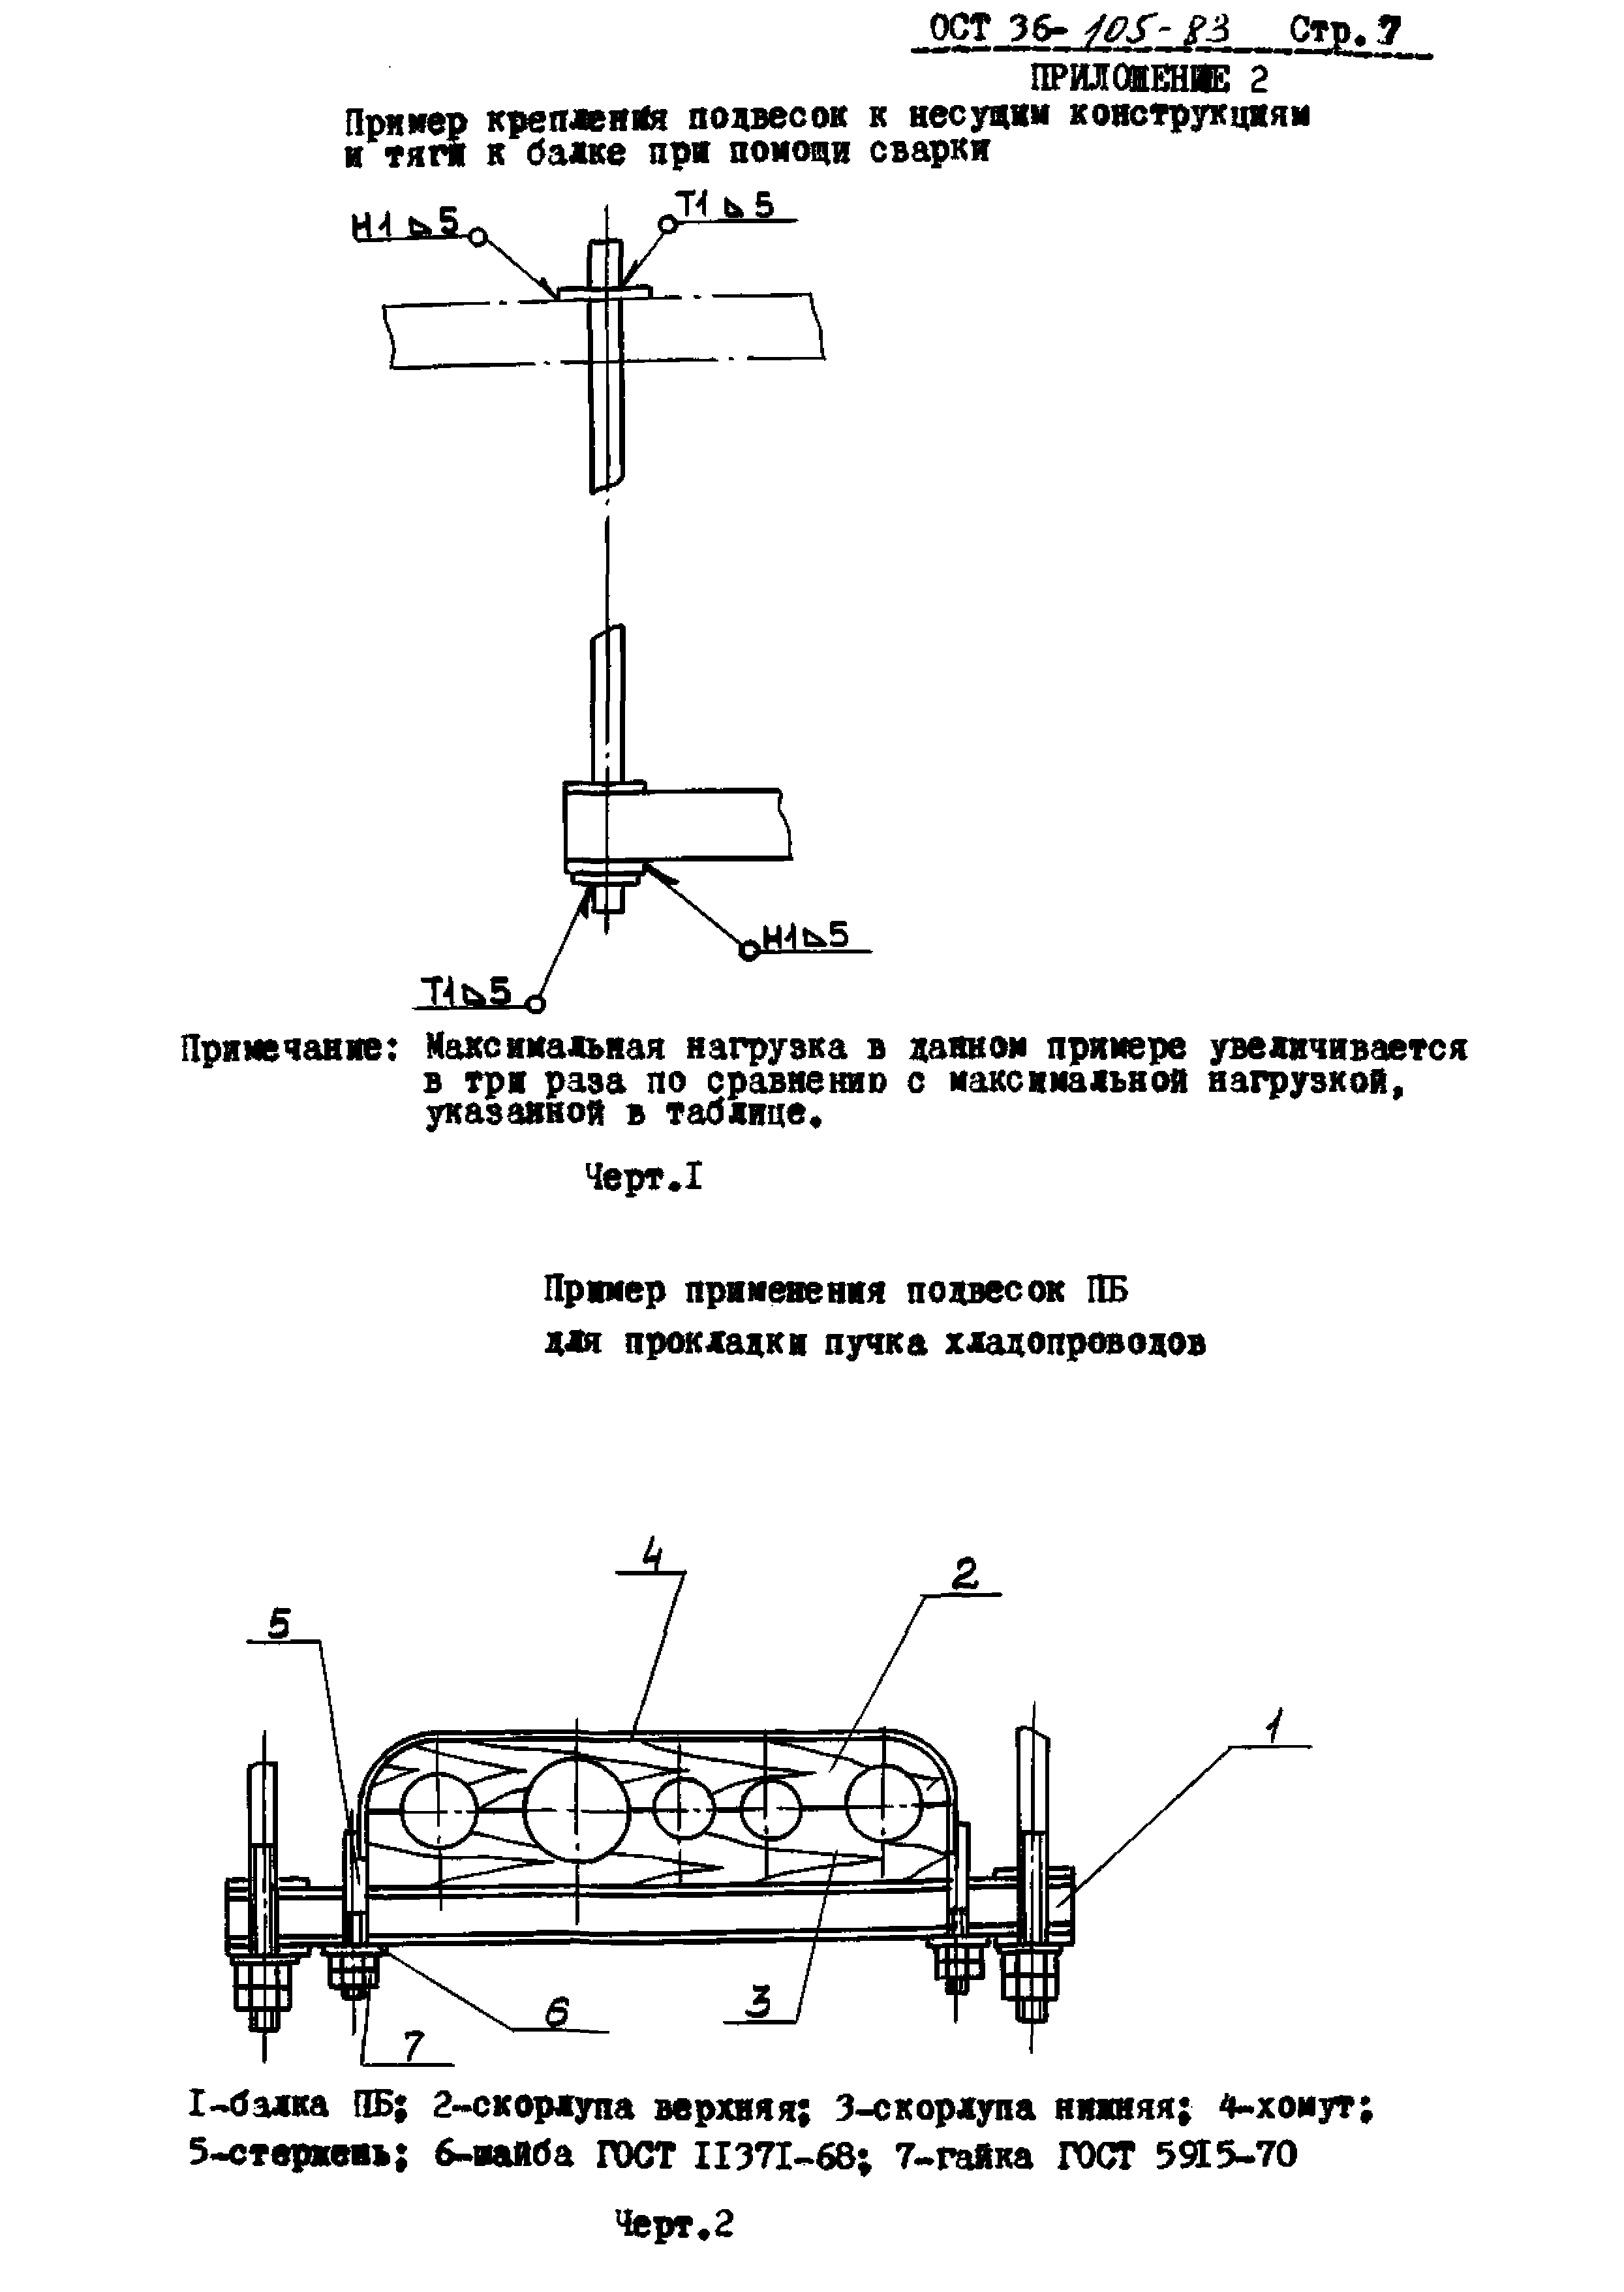 ОСТ 36-105-83 Стр.7
ПРИЛОЖЕНИЕ 2
Пример крепления подвесок к несущим конструкциям
и тяги к балке при помощи сварки
Н1 ⊿ 5
Т1 ⊿ 5
Н1⊿5
Т1⊿5
Примечание: Максимальная нагрузка в данном примере увеличивается
в три раза по сравнению с максимальной нагрузкой,
указанной в таблице.
Черт.I
Пример применения подвесок ПБ
для прокладки пучка хладопроводов
4
2
5
1
6
3
7
I-балка ПБ; 2-скорлупа верхняя; 3-скорлупа нижняя; 4-хомут;
5-стержень; 6-шайба ГОСТ II37I-68; 7-гайка ГОСТ 59I5-70
Черт.2